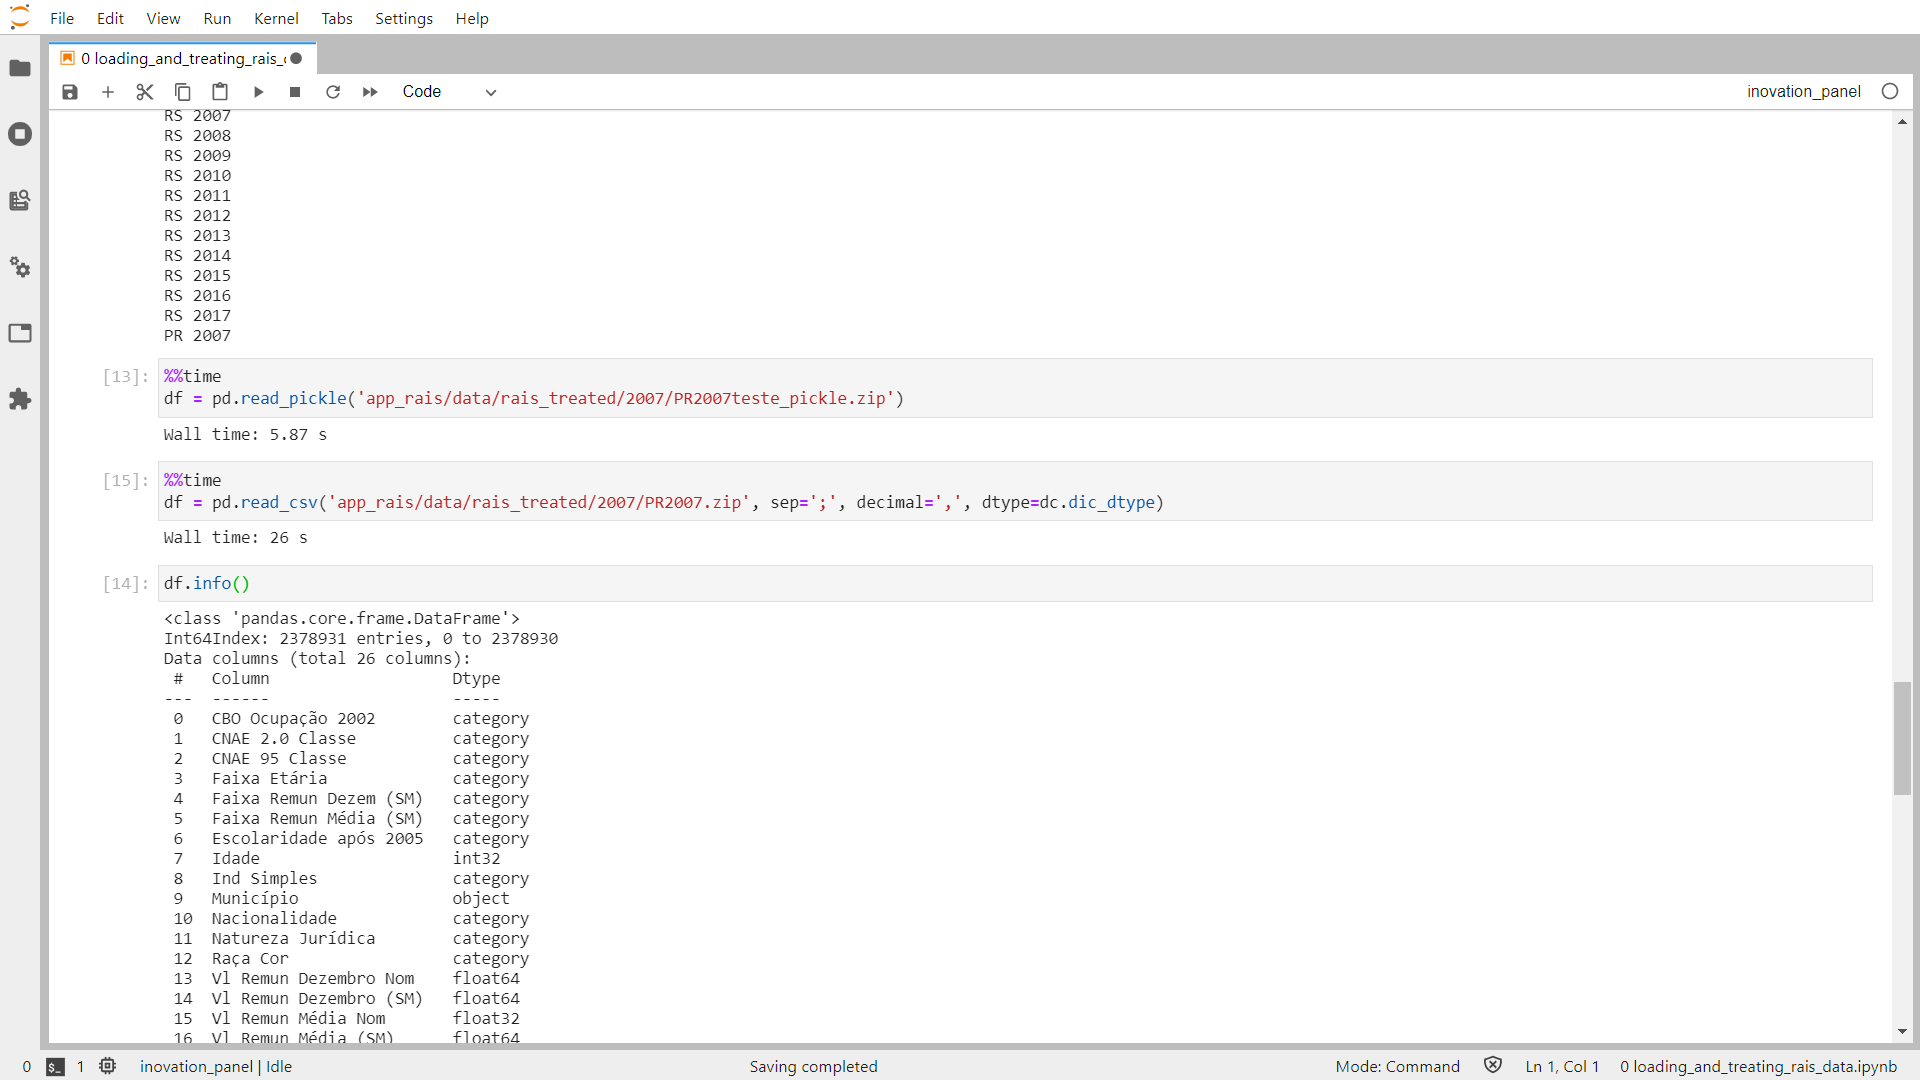 File Edit View Run Kernel Tabs Settings Help
0 loading_and_treating_rais_
Code
inovation_panel
RS 2007
RS 2008
RS 2009
RS 2010
RS 2011
RS 2012
RS 2013
RS 2014
RS 2015
RS 2016
RS 2017
PR 2007
[13]: %%time
df = pd.read_pickle('app_rais/data/rais_treated/2007/PR2007teste_pickle.zip')
Wall time: 5.87 s
[15]: %%time
df = pd.read_csv('app_rais/data/rais_treated/2007/PR2007.zip', sep=';', decimal=',', dtype=dc.dic_dtype)
Wall time: 26 s
[14]: df.info()
<class 'pandas.core.frame.DataFrame'>
Int64Index: 2378931 entries, 0 to 2378930
Data columns (total 26 columns):
# Column Dtype
--- ------ -----
0 CBO Ocupação 2002 category
1 CNAE 2.0 Classe category
2 CNAE 95 Classe category
3 Faixa Etária category
4 Faixa Remun Dezem (SM) category
5 Faixa Remun Média (SM) category
6 Escolaridade após 2005 category
7 Idade int32
8 Ind Simples category
9 Município object
10 Nacionalidade category
11 Natureza Jurídica category
12 Raça Cor category
13 Vl Remun Dezembro Nom float64
14 Vl Remun Dezembro (SM) float64
15 Vl Remun Média Nom float32
16 Vl Remun Média (SM) float64
0 $_ 1 inovation_panel | Idle Saving completed Mode: Command Ln 1, Col 1 0 loading_and_treating_rais_data.ipynb